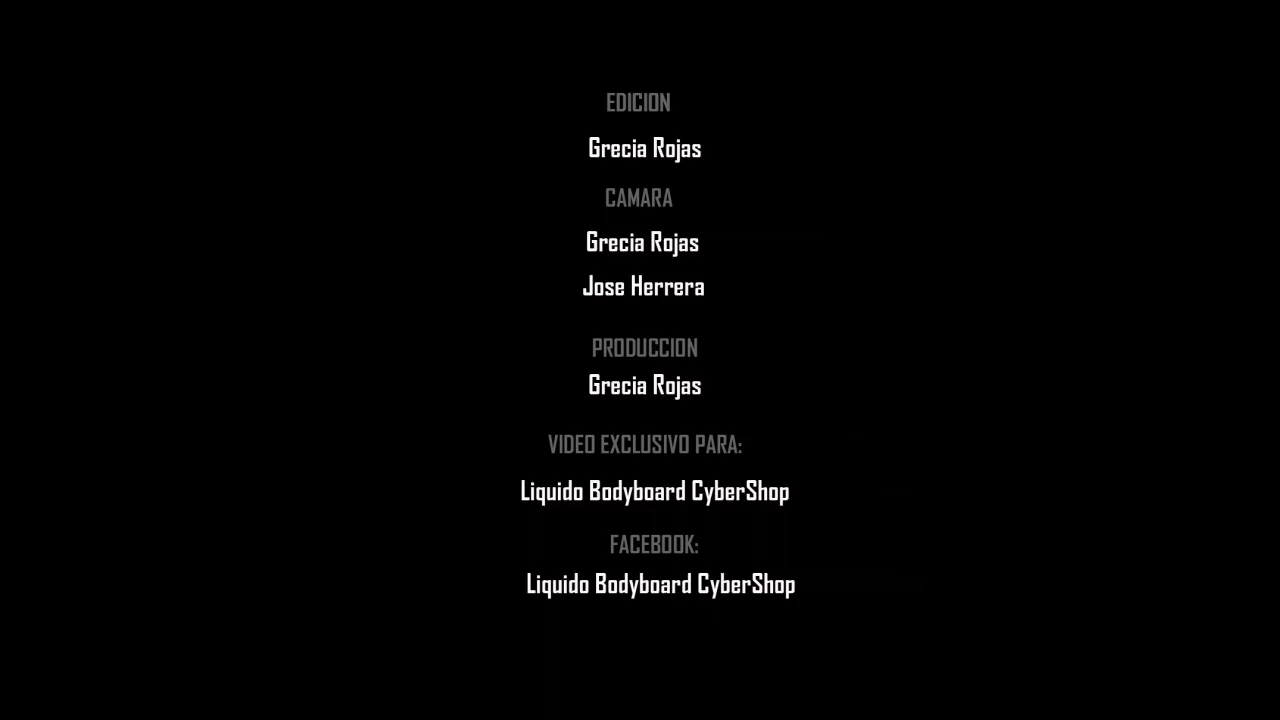 EDICION
Grecia Rojas
CAMARA
Grecia Rojas
Jose Herrera
PRODUCCION
Grecia Rojas
VIDEO EXCLUSIVO PARA:
Liquido Bodyboard CyberShop
FACEBOOK:
Liquido Bodyboard CyberShop